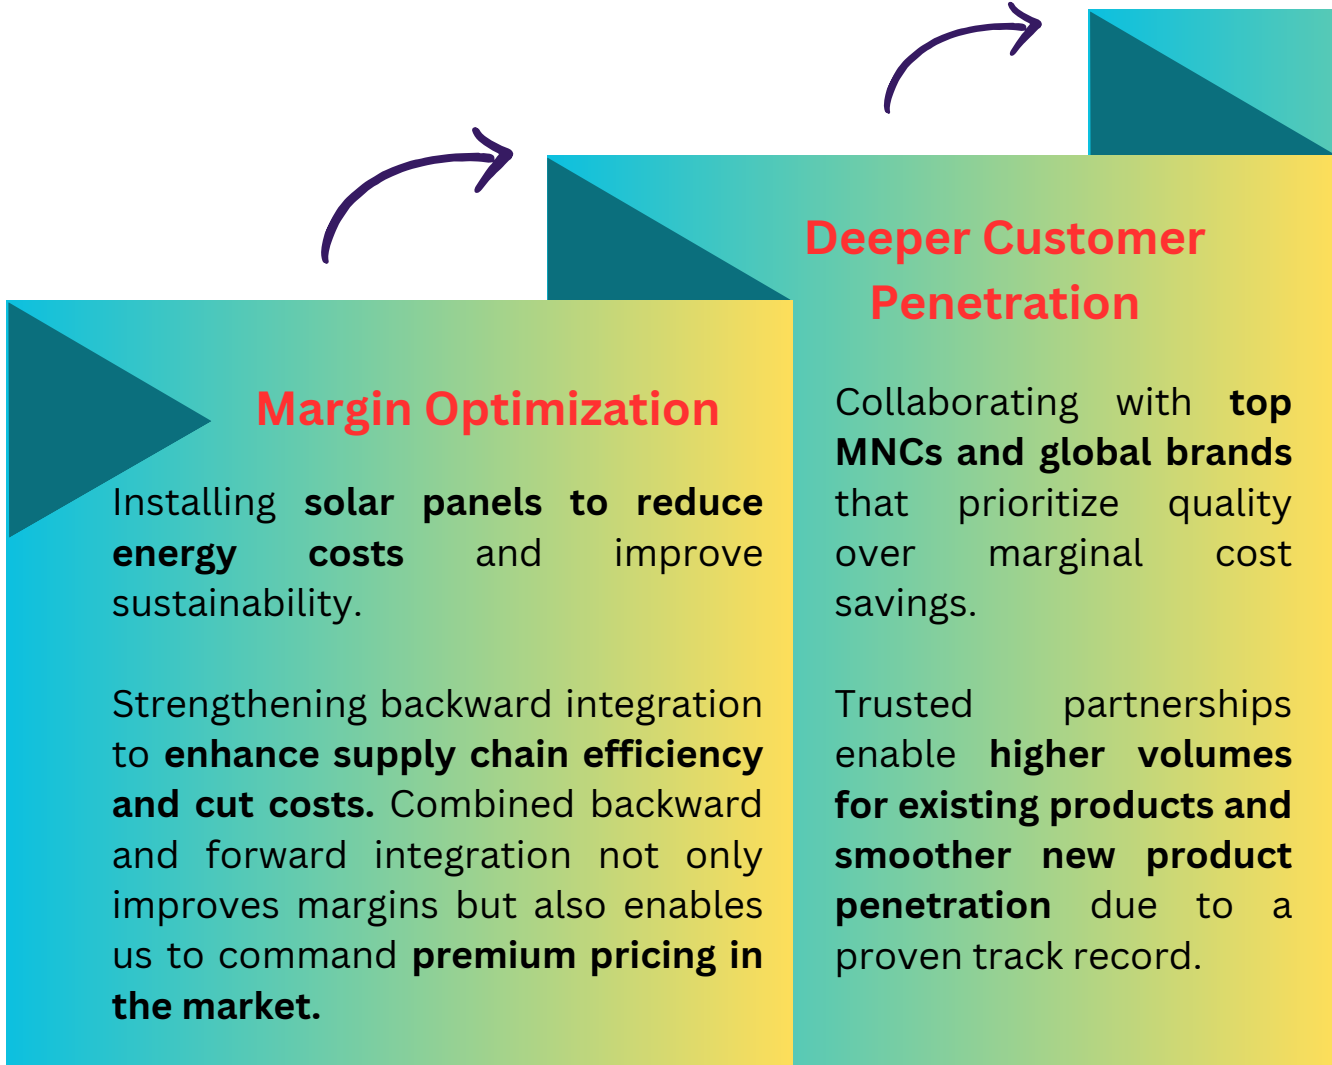 Margin Optimization
Installing solar panels to reduce
energy costs and improve
sustainability.
Strengthening backward integration
to enhance supply chain efficiency
and cut costs. Combined backward
and forward integration not only
improves margins but also enables
us to command premium pricing in
the market.
Deeper Customer
Penetration
Collaborating with top
MNCs and global brands
that prioritize quality
over marginal cost
savings.
Trusted partnerships
enable higher volumes
for existing products and
smoother new product
penetration due to a
proven track record.